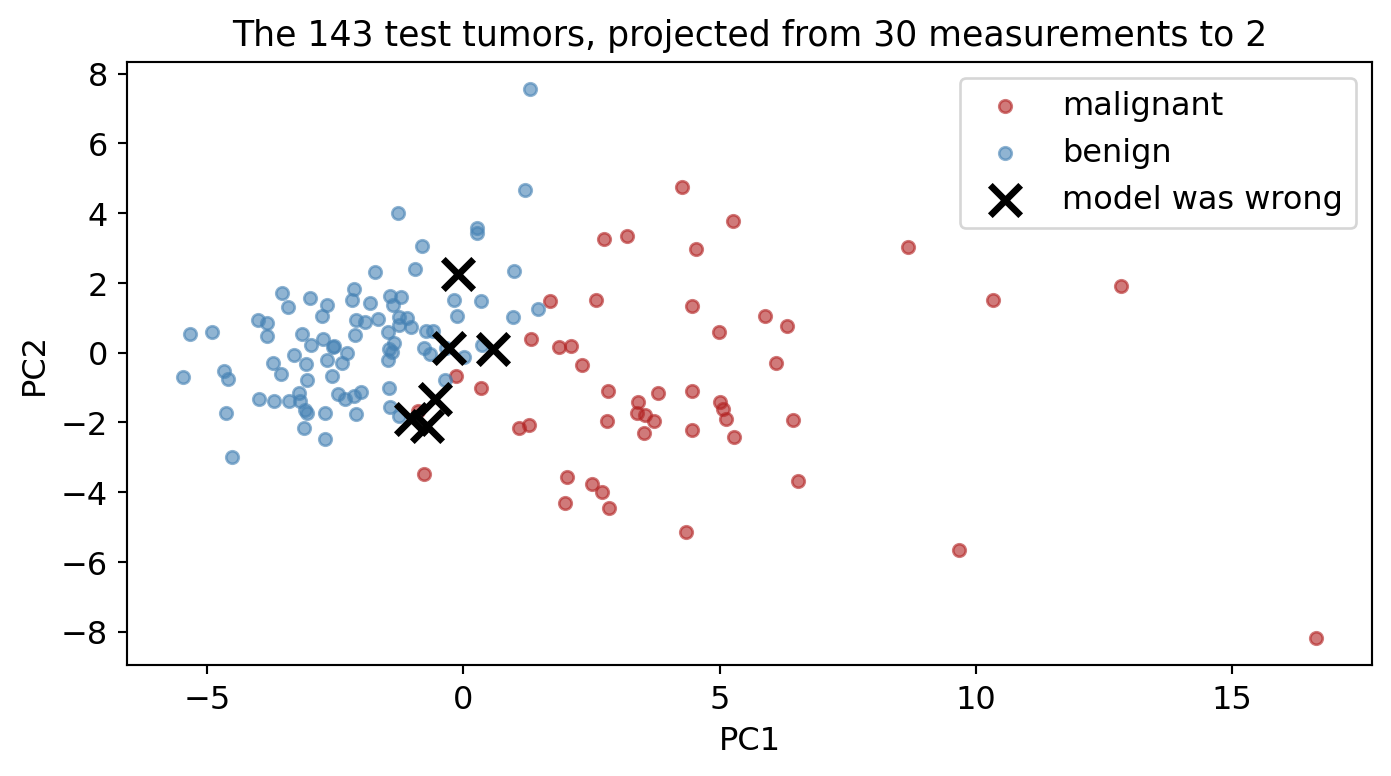 The 143 test tumors, projected from 30 measurements to 2
malignant
benign
model was wrong
8
6
4
2
0
−2
−4
−6
−8
PC2
−5
0
5
10
15
PC1